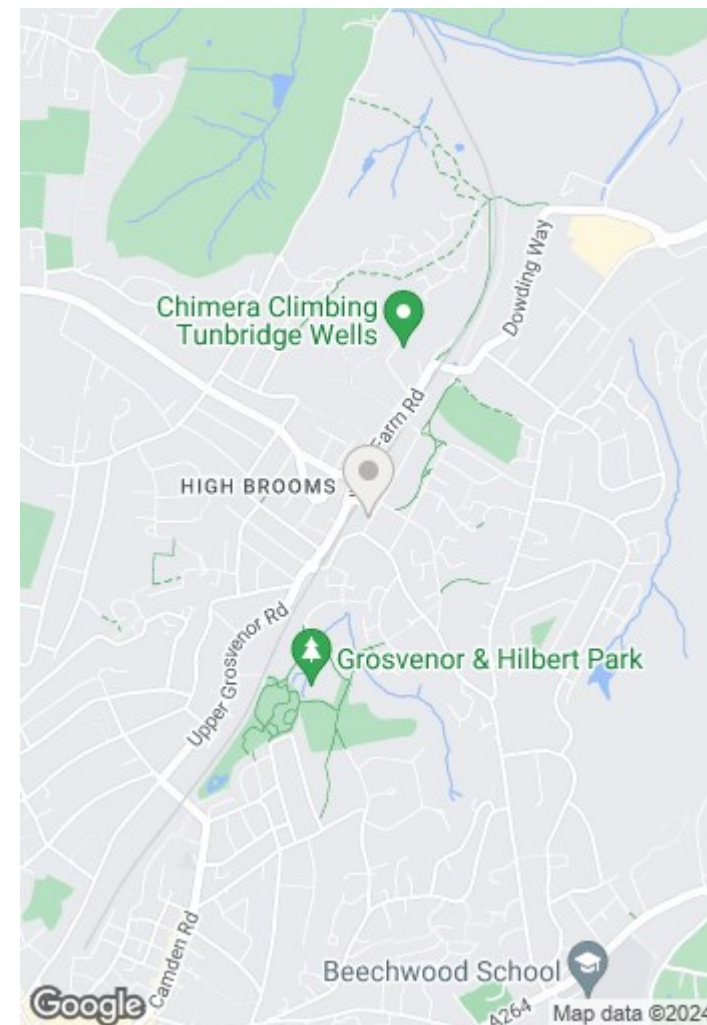 Dowding Way
Chimera Climbing
Tunbridge Wells
Farm Rd
HIGH BROOMS
Upper Grosvenor Rd
Grosvenor & Hilbert Park
Camden Rd
Beechwood School
A264
Google
Map data ©2024